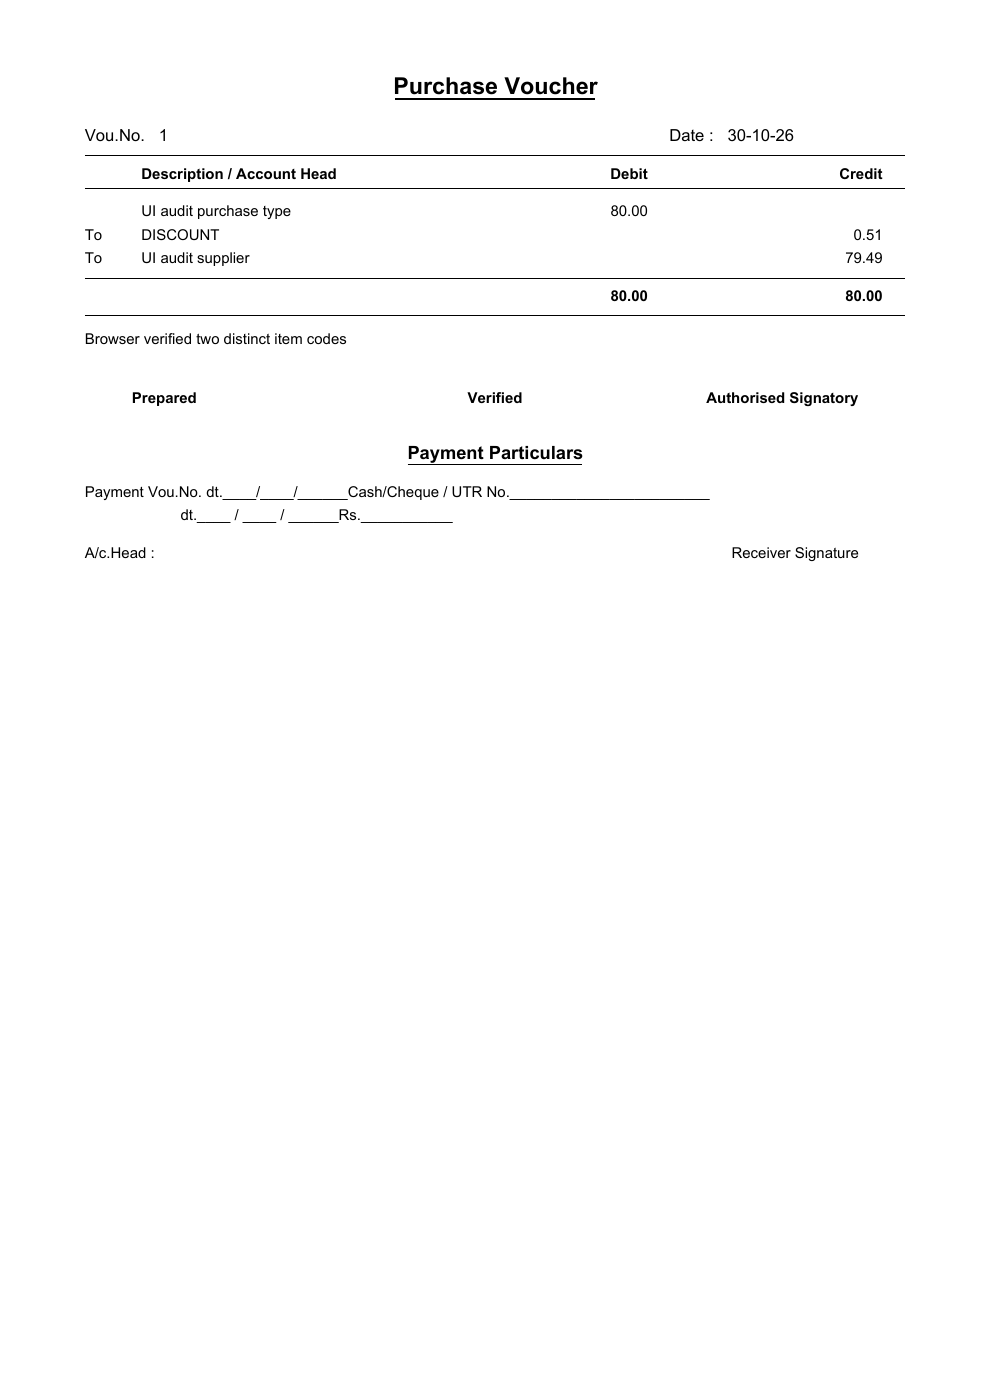 Purchase Voucher
Vou.No. 1 Date : 30-10-26
Description / Account Head Debit Credit
UI audit purchase type 80.00
To DISCOUNT 0.51
To UI audit supplier 79.49
80.00 80.00
Browser verified two distinct item codes
Prepared Verified Authorised Signatory
Payment Particulars
Payment Vou.No. dt.____/____/______Cash/Cheque / UTR No.________________________
dt.____ / ____ / ______Rs.___________
A/c.Head : Receiver Signature